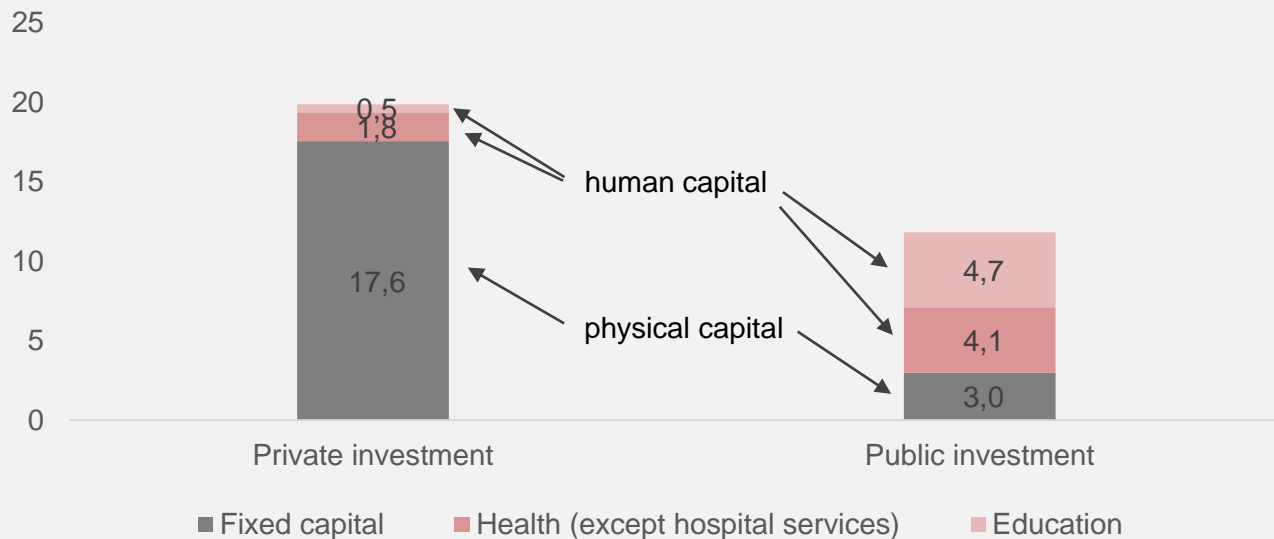 25
20
15
10
5
0
0,5
1,8
17,6
human capital
physical capital
4,7
4,1
3,0
Private investment
Public investment
Fixed capital
Health (except hospital services)
Education